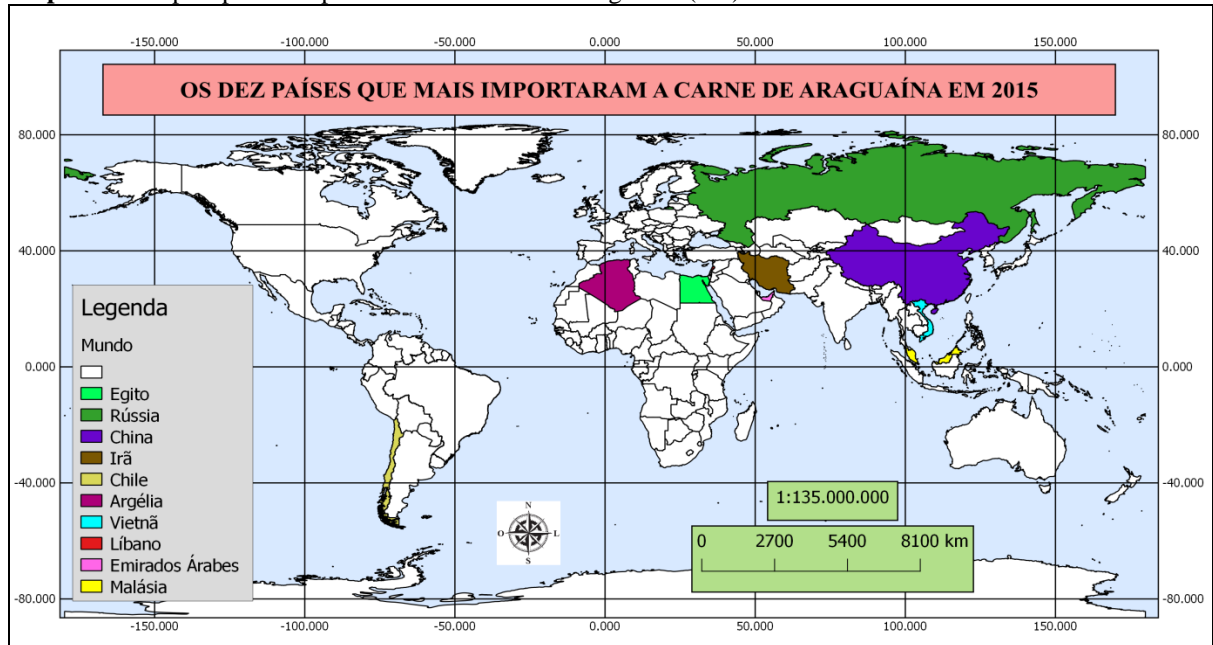 -150.000 -100.000 -50.000 0.000 50.000 100.000 150.000
OS DEZ PAÍSES QUE MAIS IMPORTARAM A CARNE DE ARAGUAÍNA EM 2015
80.000 80.000
40.000 40.000
0.000 0.000
-40.000 -40.000
-80.000 -80.000
Legenda
Mundo
Egito
Rússia
China
Irã
Chile
Argélia
Vietnã
Líbano
Emirados Árabes
Malásia
N
O L
S
1:135.000.000
0 2700 5400 8100 km
-150.000 -100.000 -50.000 0.000 50.000 100.000 150.000